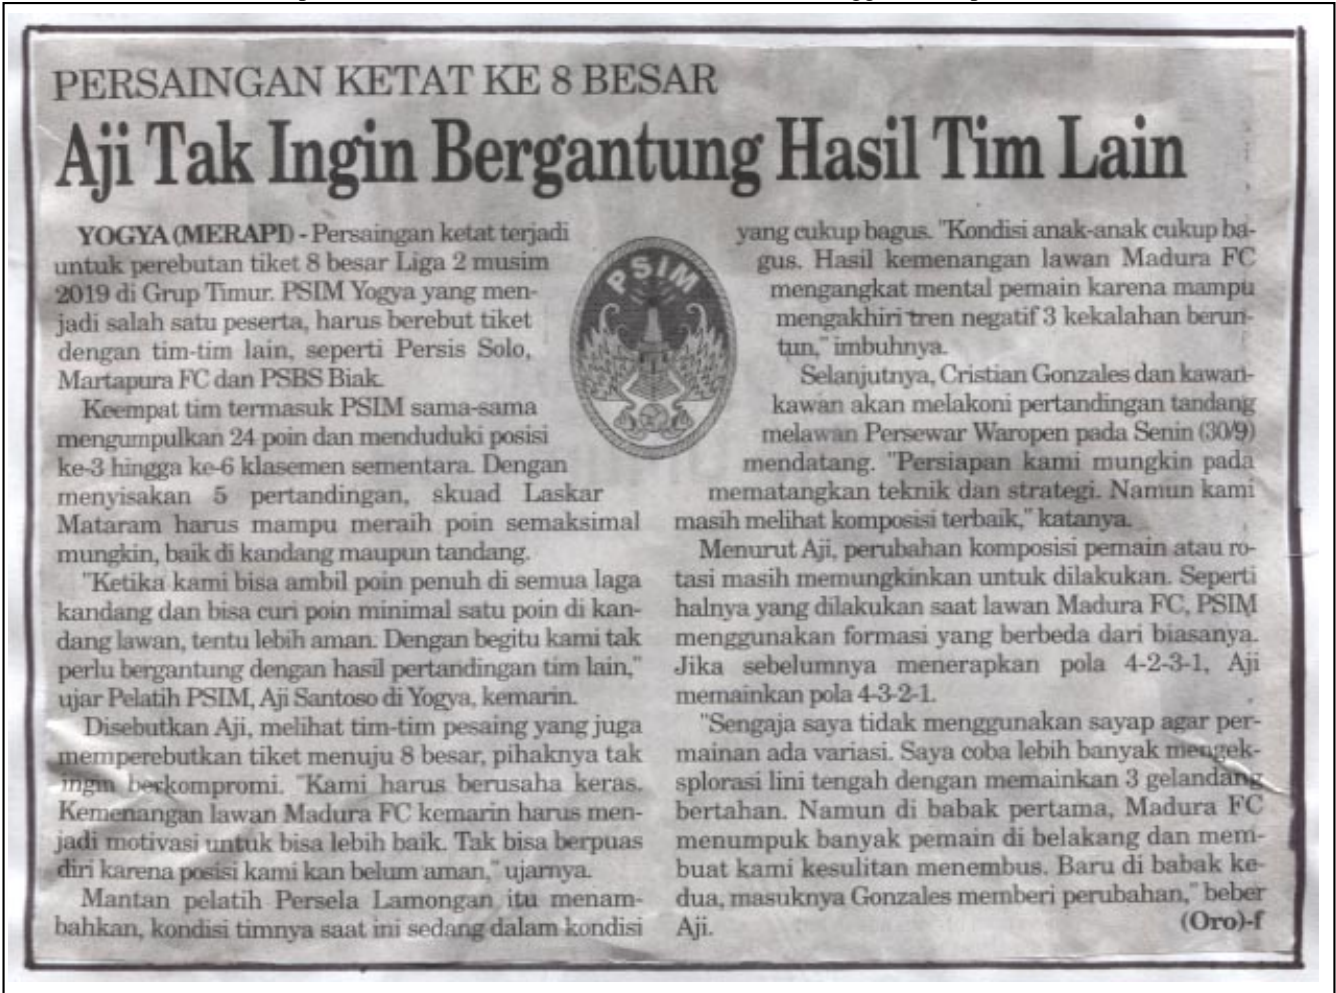 PERSAINGAN KETAT KE 8 BESAR
Aji Tak Ingin Bergantung Hasil Tim Lain
YOGYA (MERAPI) - Persaingan ketat terjadi
untuk perebutan tiket 8 besar Liga 2 musim
2019 di Grup Timur. PSIM Yogya yang men-
jadi salah satu peserta, harus berebut tiket
dengan tim-tim lain, seperti Persis Solo,
Martapura FC dan PSBS Biak.
Keempat tim termasuk PSIM sama-sama
mengumpulkan 24 poin dan menduduki posisi
ke-3 hingga ke-6 klasemen sementara. Dengan
menyisakan 5 pertandingan, skuad Laskar
Mataram harus mampu meraih poin semaksimal
mungkin, baik di kandang maupun tandang.
"Ketika kami bisa ambil poin penuh di semua laga
kandang dan bisa curi poin minimal satu poin di kan-
dang lawan, tentu lebih aman. Dengan begitu kami tak
perlu bergantung dengan hasil pertandingan tim lain,"
ujar Pelatih PSIM, Aji Santoso di Yogya, kemarin.
Disebutkan Aji, melihat tim-tim pesaing yang juga
memperebutkan tiket menuju 8 besar, pihaknya tak
ingin berkompromi. "Kami harus berusaha keras.
Kemenangan lawan Madura FC kemarin harus men-
jadi motivasi untuk bisa lebih baik. Tak bisa berpuas
diri karena posisi kami kan belum aman," ujarnya.
Mantan pelatih Persela Lamongan itu menam-
bahkan, kondisi timnya saat ini sedang dalam kondisi
PSIM
yang cukup bagus. "Kondisi anak-anak cukup ba-
gus. Hasil kemenangan lawan Madura FC
mengangkat mental pemain karena mampu
mengakhiri tren negatif 3 kekalahan berun-
tun," imbuhnya.
Selanjutnya, Cristian Gonzales dan kawan-
kawan akan melakoni pertandingan tandang
melawan Persewar Waropen pada Senin (30/9)
mendatang. "Persiapan kami mungkin pada
mematangkan teknik dan strategi. Namun kami
masih melihat komposisi terbaik," katanya.
Menurut Aji, perubahan komposisi pemain atau ro-
tasi masih memungkinkan untuk dilakukan. Seperti
halnya yang dilakukan saat lawan Madura FC, PSIM
menggunakan formasi yang berbeda dari biasanya.
Jika sebelumnya menerapkan pola 4-2-3-1, Aji
memainkan pola 4-3-2-1.
"Sengaja saya tidak menggunakan sayap agar per-
mainan ada variasi. Saya coba lebih banyak mengek-
splorasi lini tengah dengan memainkan 3 gelandang
bertahan. Namun di babak pertama, Madura FC
menumpuk banyak pemain di belakang dan mem-
buat kami kesulitan menembus. Baru di babak ke-
dua, masuknya Gonzales memberi perubahan," beber
Aji. (Oro)-f